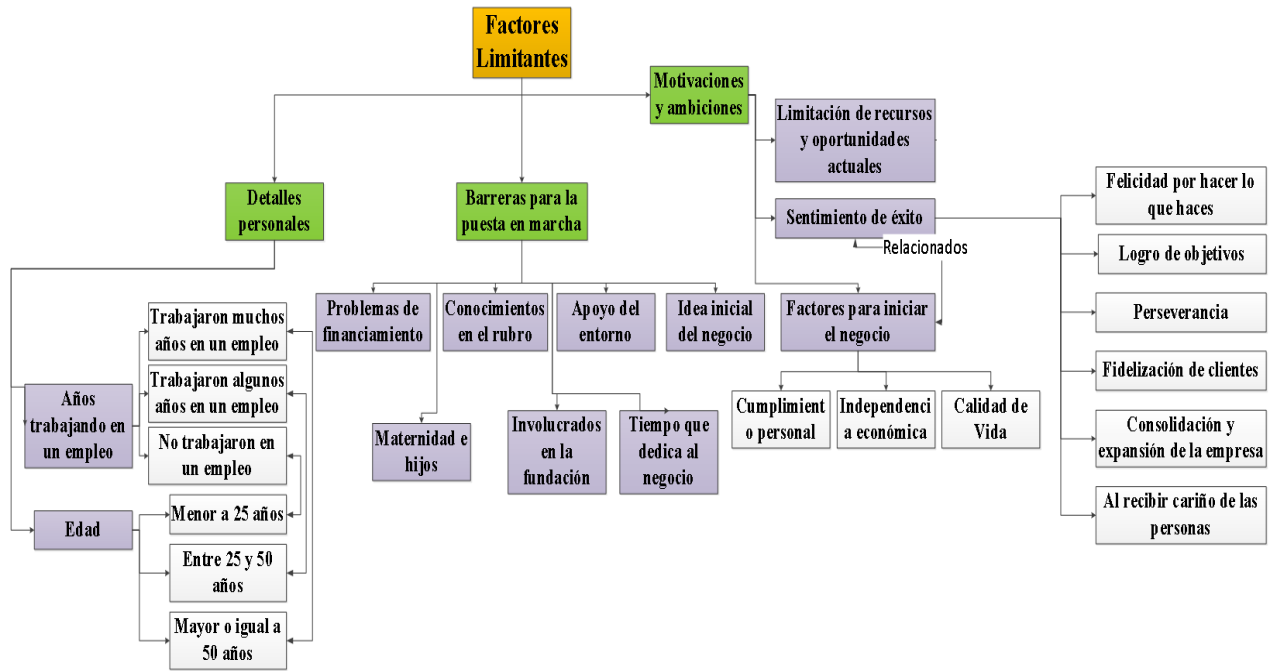 Factores
Limitantes
Motivaciones
y ambiciones
Limitación de recursos
y oportunidades
actuales
Detalles
personales
Barreras para la
puesta en marcha
Sentimiento de éxito
Relacionados
Felicidad por hacer lo
que haces
Logro de objetivos
Perseverancia
Fidelización de clientes
Consolidación y
expansión de la empresa
Al recibir cariño de las
personas
Problemas de
financiamiento
Conocimientos
en el rubro
Apoyo del
entorno
Idea inicial
del negocio
Factores para iniciar
el negocio
Trabajaron muchos
años en un empleo
Trabajaron algunos
años en un empleo
No trabajaron en
un empleo
Años
trabajando en
un empleo
Maternidad e
hijos
Involucrados
en la
fundación
Tiempo que
dedica al
negocio
Cumplimient
o personal
Independenci
a económica
Calidad de
Vida
Edad
Menor a 25 años
Entre 25 y 50
años
Mayor o igual a
50 años